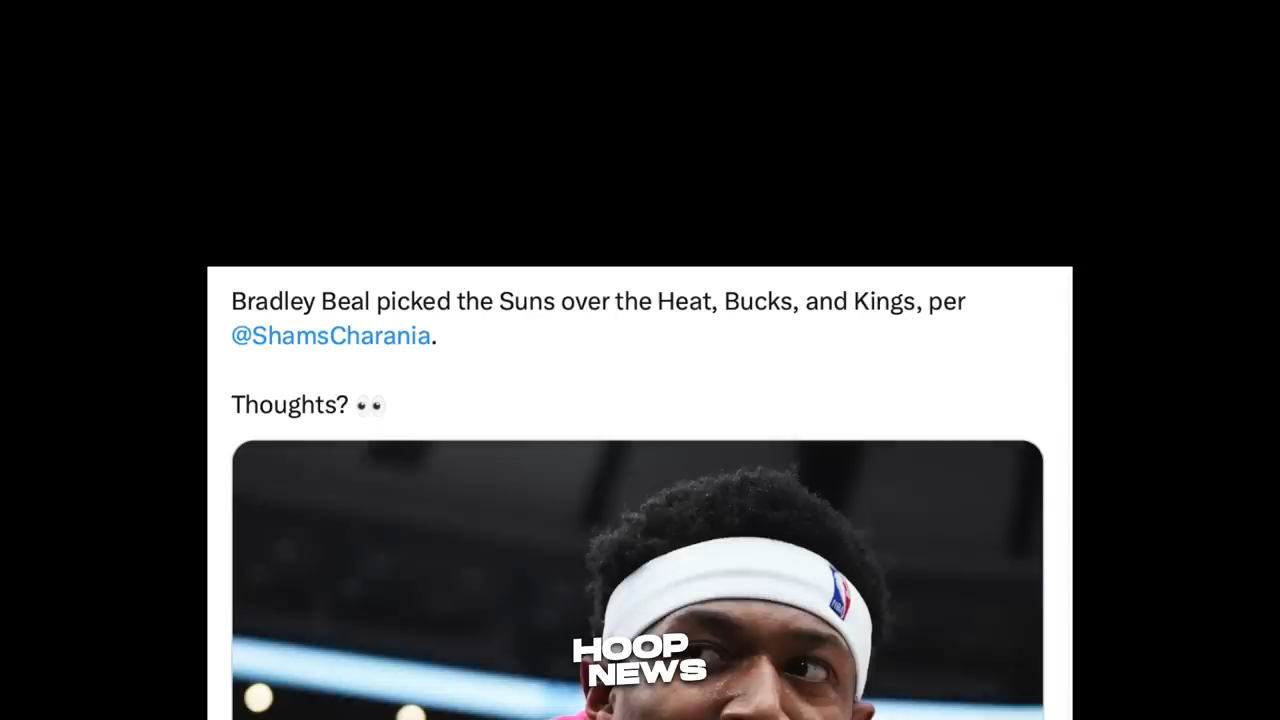 Bradley Beal picked the Suns over the Heat, Bucks, and Kings, per
@ShamsCharania.
Thoughts? 👀
HOOP
NEWS